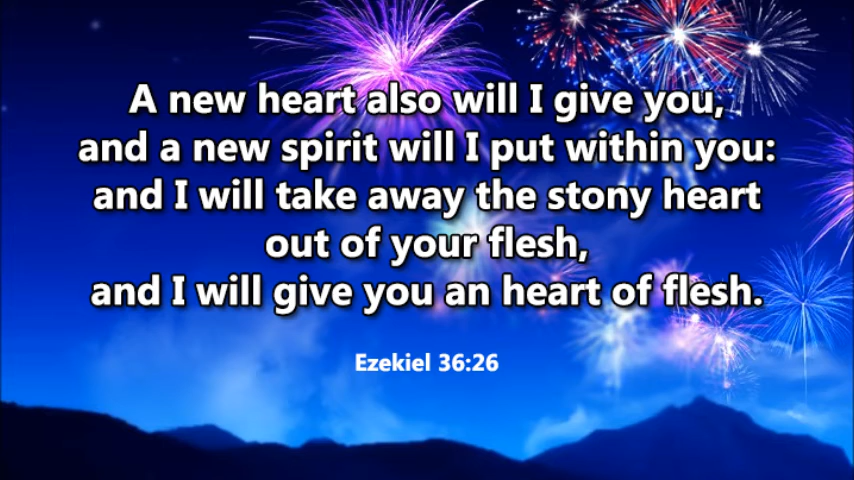 A new heart also will I give you,
and a new spirit will I put within you:
and I will take away the stony heart
out of your flesh,
and I will give you an heart of flesh.
Ezekiel 36:26